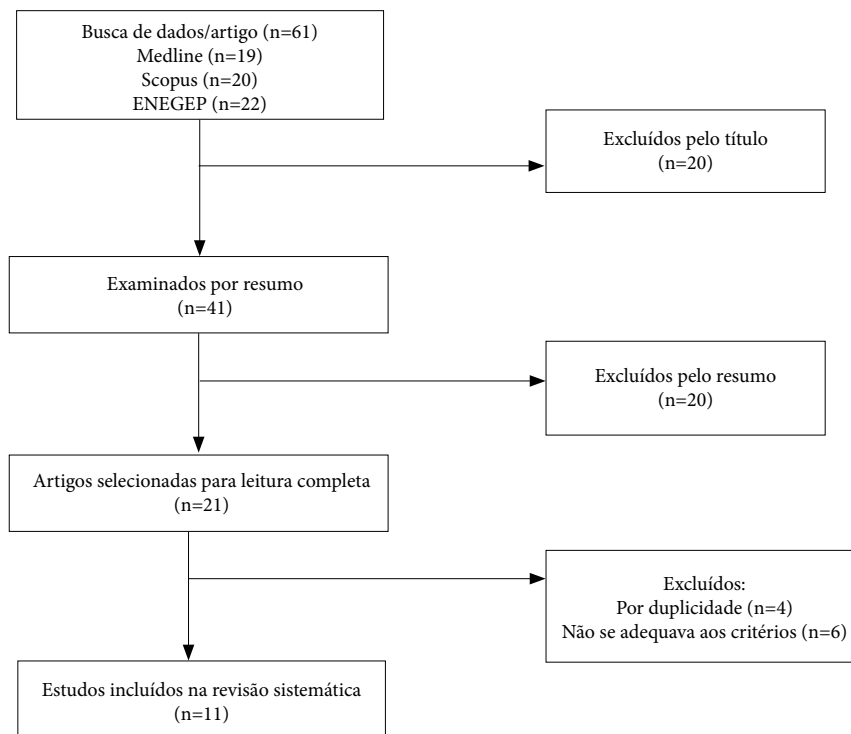 Busca de dados/artigo (n=61)
Medline (n=19)
Scopus (n=20)
ENEGEP (n=22)
Excluídos pelo título
(n=20)
Examinados por resumo
(n=41)
Excluídos pelo resumo
(n=20)
Artigos selecionadas para leitura completa
(n=21)
Excluídos:
Por duplicidade (n=4)
Não se adequava aos critérios (n=6)
Estudos incluídos na revisão sistemática
(n=11)